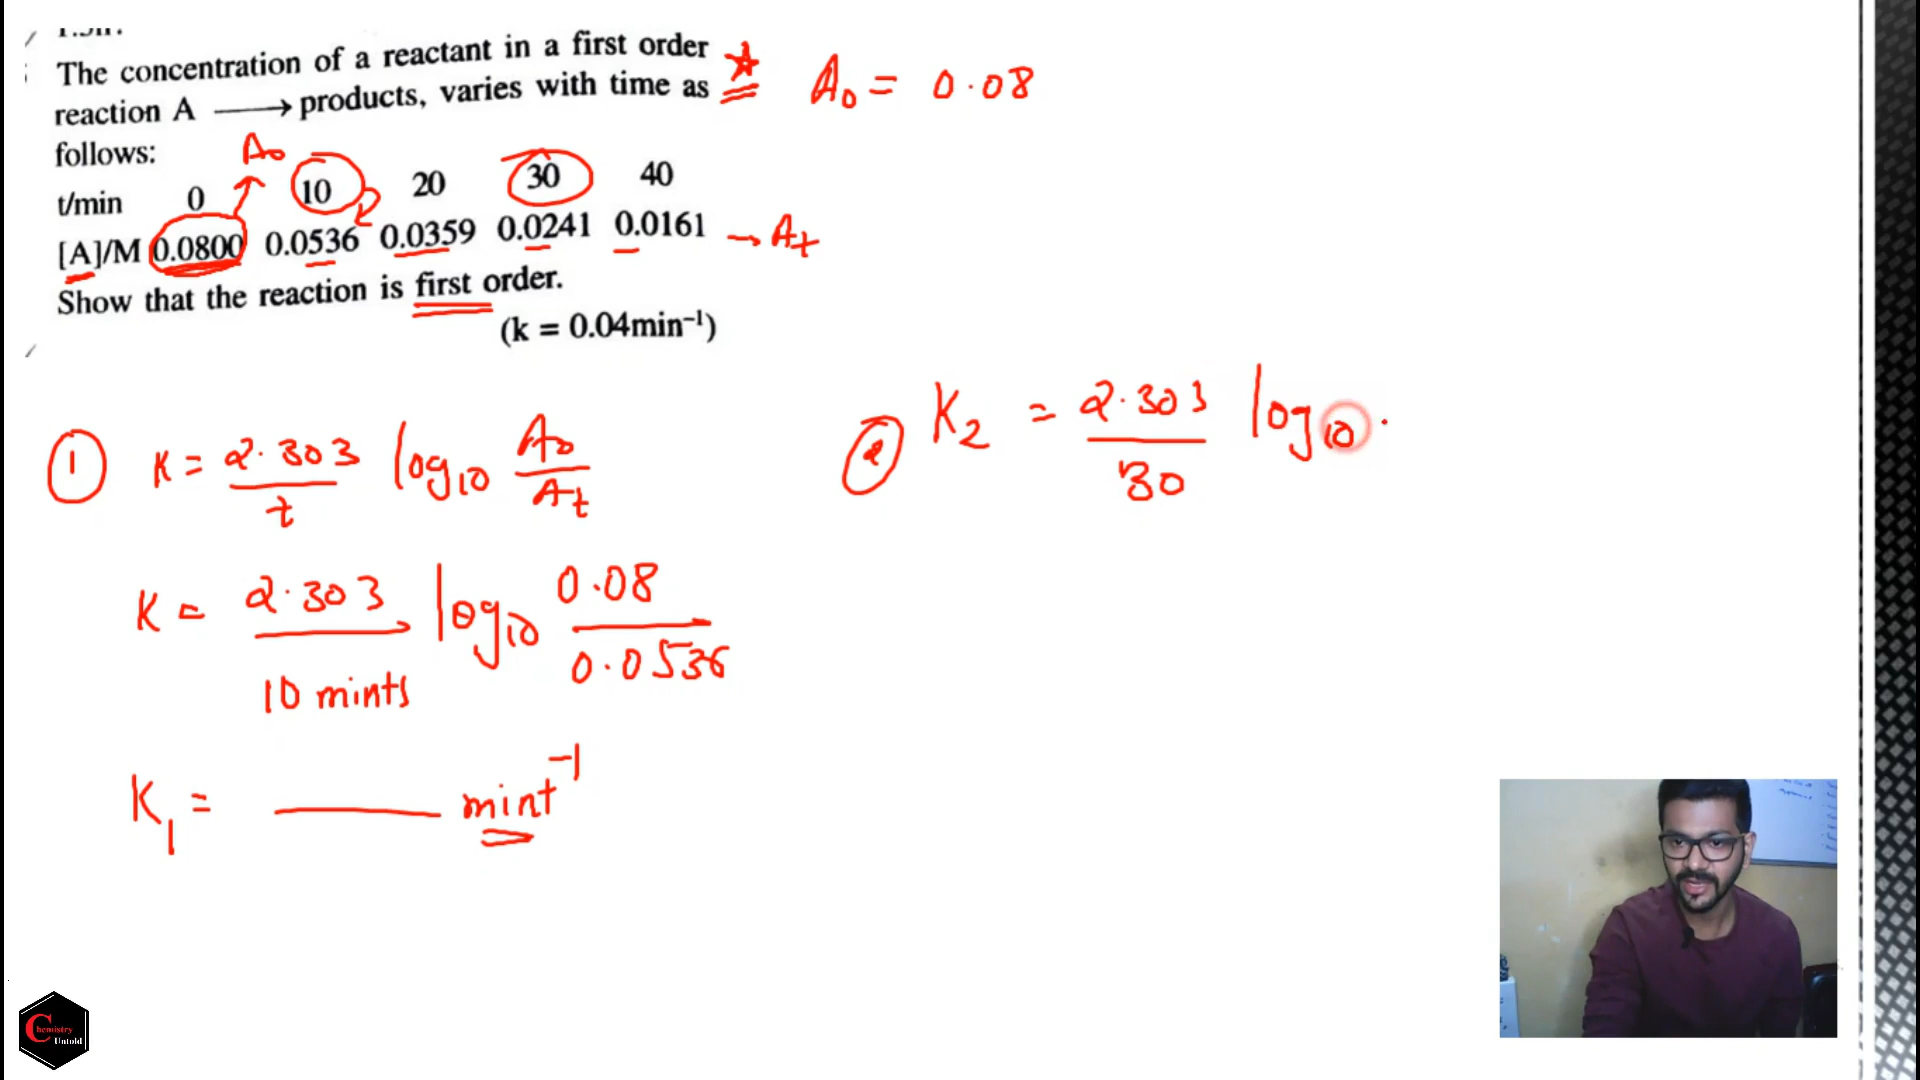 The concentration of a reactant in a first order
reaction A ⟶ products, varies with time as
follows:
A₀
t/min 0 10 20 30 40
[A]/M 0.0800 0.0536 0.0359 0.0241 0.0161 → Aₜ
Show that the reaction is first order.
(k = 0.04min⁻¹)
A₀ = 0.08
① K = 2.303/t log₁₀ A₀/Aₜ
K = 2.303/10 mints log₁₀ 0.08/0.0536
K₁ = ____ mint⁻¹
② K₂ = 2.303/30 log₁₀
Chemistry
Untold